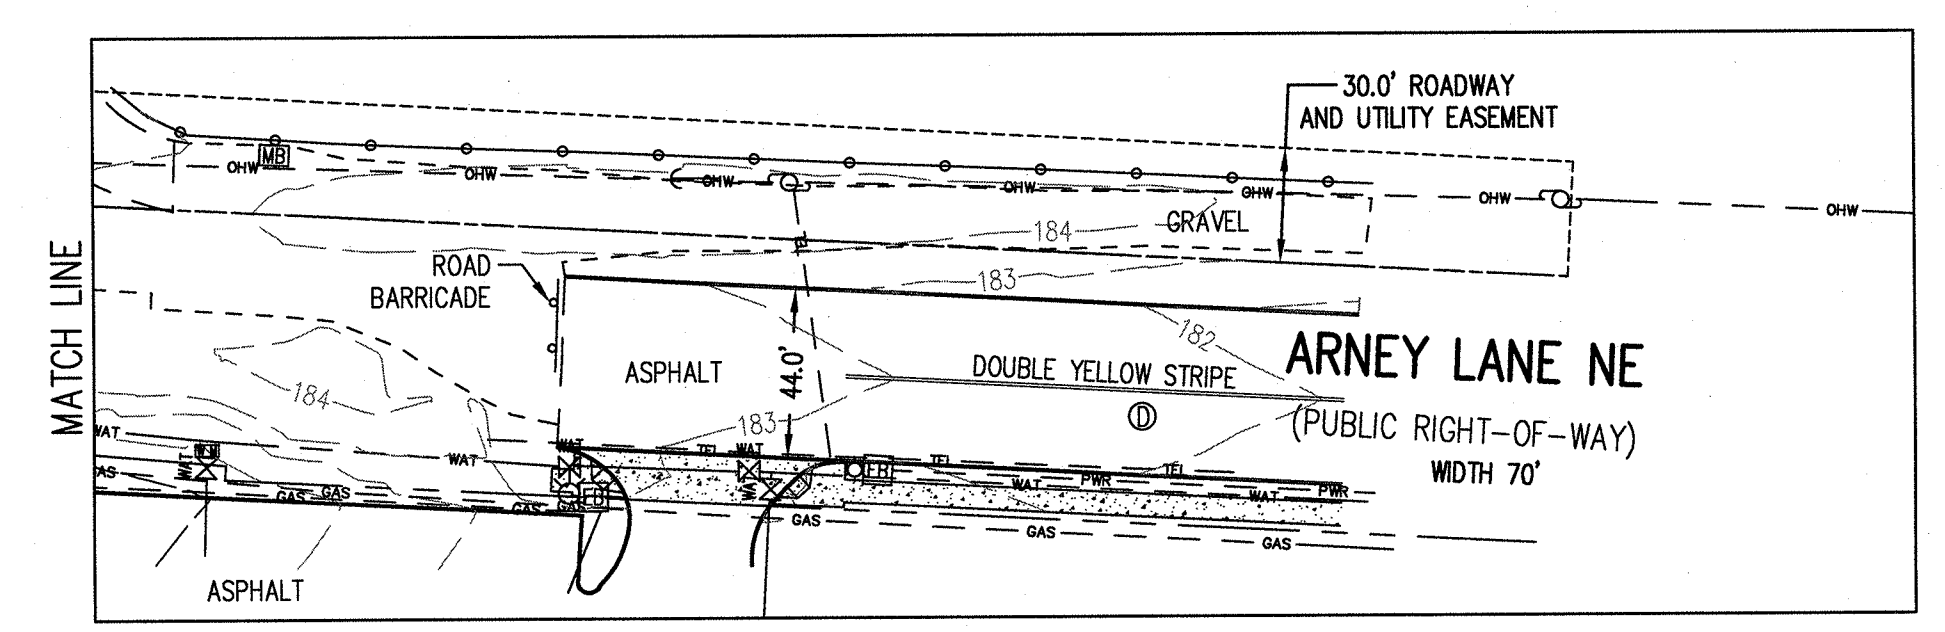 30.0' ROADWAY
AND UTILITY EASEMENT
MB
OHW
OHW
OHW
OHW
OHW
OHW
OHW
GRAVEL
184
183
ROAD
BARRICADE
MATCH LINE
182
ARNEY LANE NE
DOUBLE YELLOW STRIPE
ASPHALT
44.0'
184
183
D
(PUBLIC RIGHT-OF-WAY)
WIDTH 70'
WAT
WAT
WAT
WAT
WAT
WAT
TEL
TEL
TEL
WAT
WAT
PWR
PWR
EB
GAS
GAS
GAS
GAS
GAS
GAS
GAS
ASPHALT